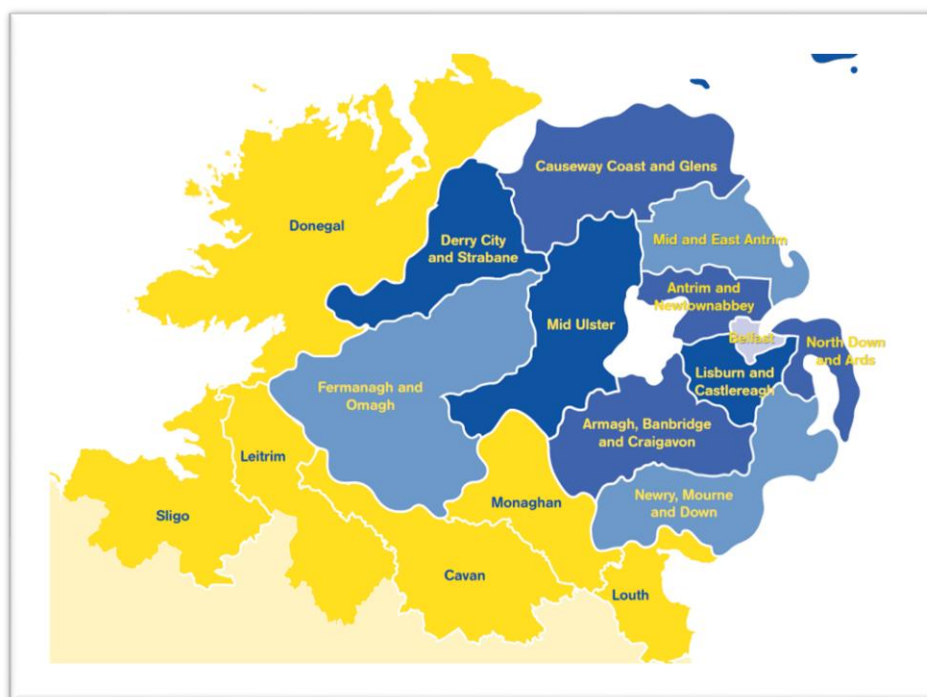 Causeway Coast and Glens
Donegal
Derry City
and Strabane
Mid and East Antrim
Antrim and
Newtownabbey
Mid Ulster
Belfast
North Down
and Ards
Fermanagh and
Omagh
Lisburn and
Castlereagh
Armagh, Banbridge
and Craigavon
Leitrim
Monaghan
Newry, Mourne
and Down
Sligo
Cavan
Louth